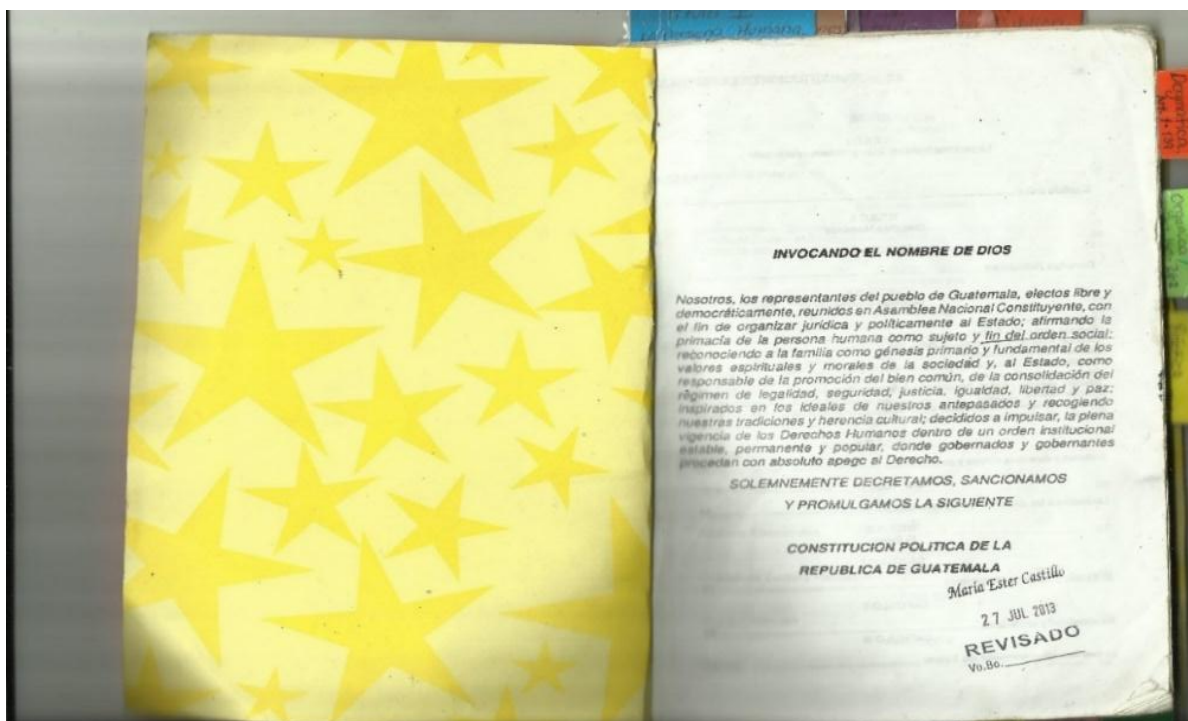 la Persona Humana.
Dogmática
Art. 1-139
INVOCANDO EL NOMBRE DE DIOS
Nosotros, los representantes del pueblo de Guatemala, electos libre y
democráticamente, reunidos en Asamblea Nacional Constituyente, con
el fin de organizar jurídica y políticamente al Estado; afirmando la
primacía de la persona humana como sujeto y fin del orden social;
reconociendo a la familia como génesis primario y fundamental de los
valores espirituales y morales de la sociedad y, al Estado, como
responsable de la promoción del bien común, de la consolidación del
régimen de legalidad, seguridad, justicia, igualdad, libertad y paz;
inspirados en los ideales de nuestros antepasados y recogiendo
nuestras tradiciones y herencia cultural; decididos a impulsar, la plena
vigencia de los Derechos Humanos dentro de un orden institucional
estable, permanente y popular, donde gobernados y gobernantes
procedan con absoluto apego al Derecho.
SOLEMNEMENTE DECRETAMOS, SANCIONAMOS
Y PROMULGAMOS LA SIGUIENTE
CONSTITUCION POLITICA DE LA
REPUBLICA DE GUATEMALA
María Ester Castillo
27 JUL. 2013
REVISADO
Vo.Bo.